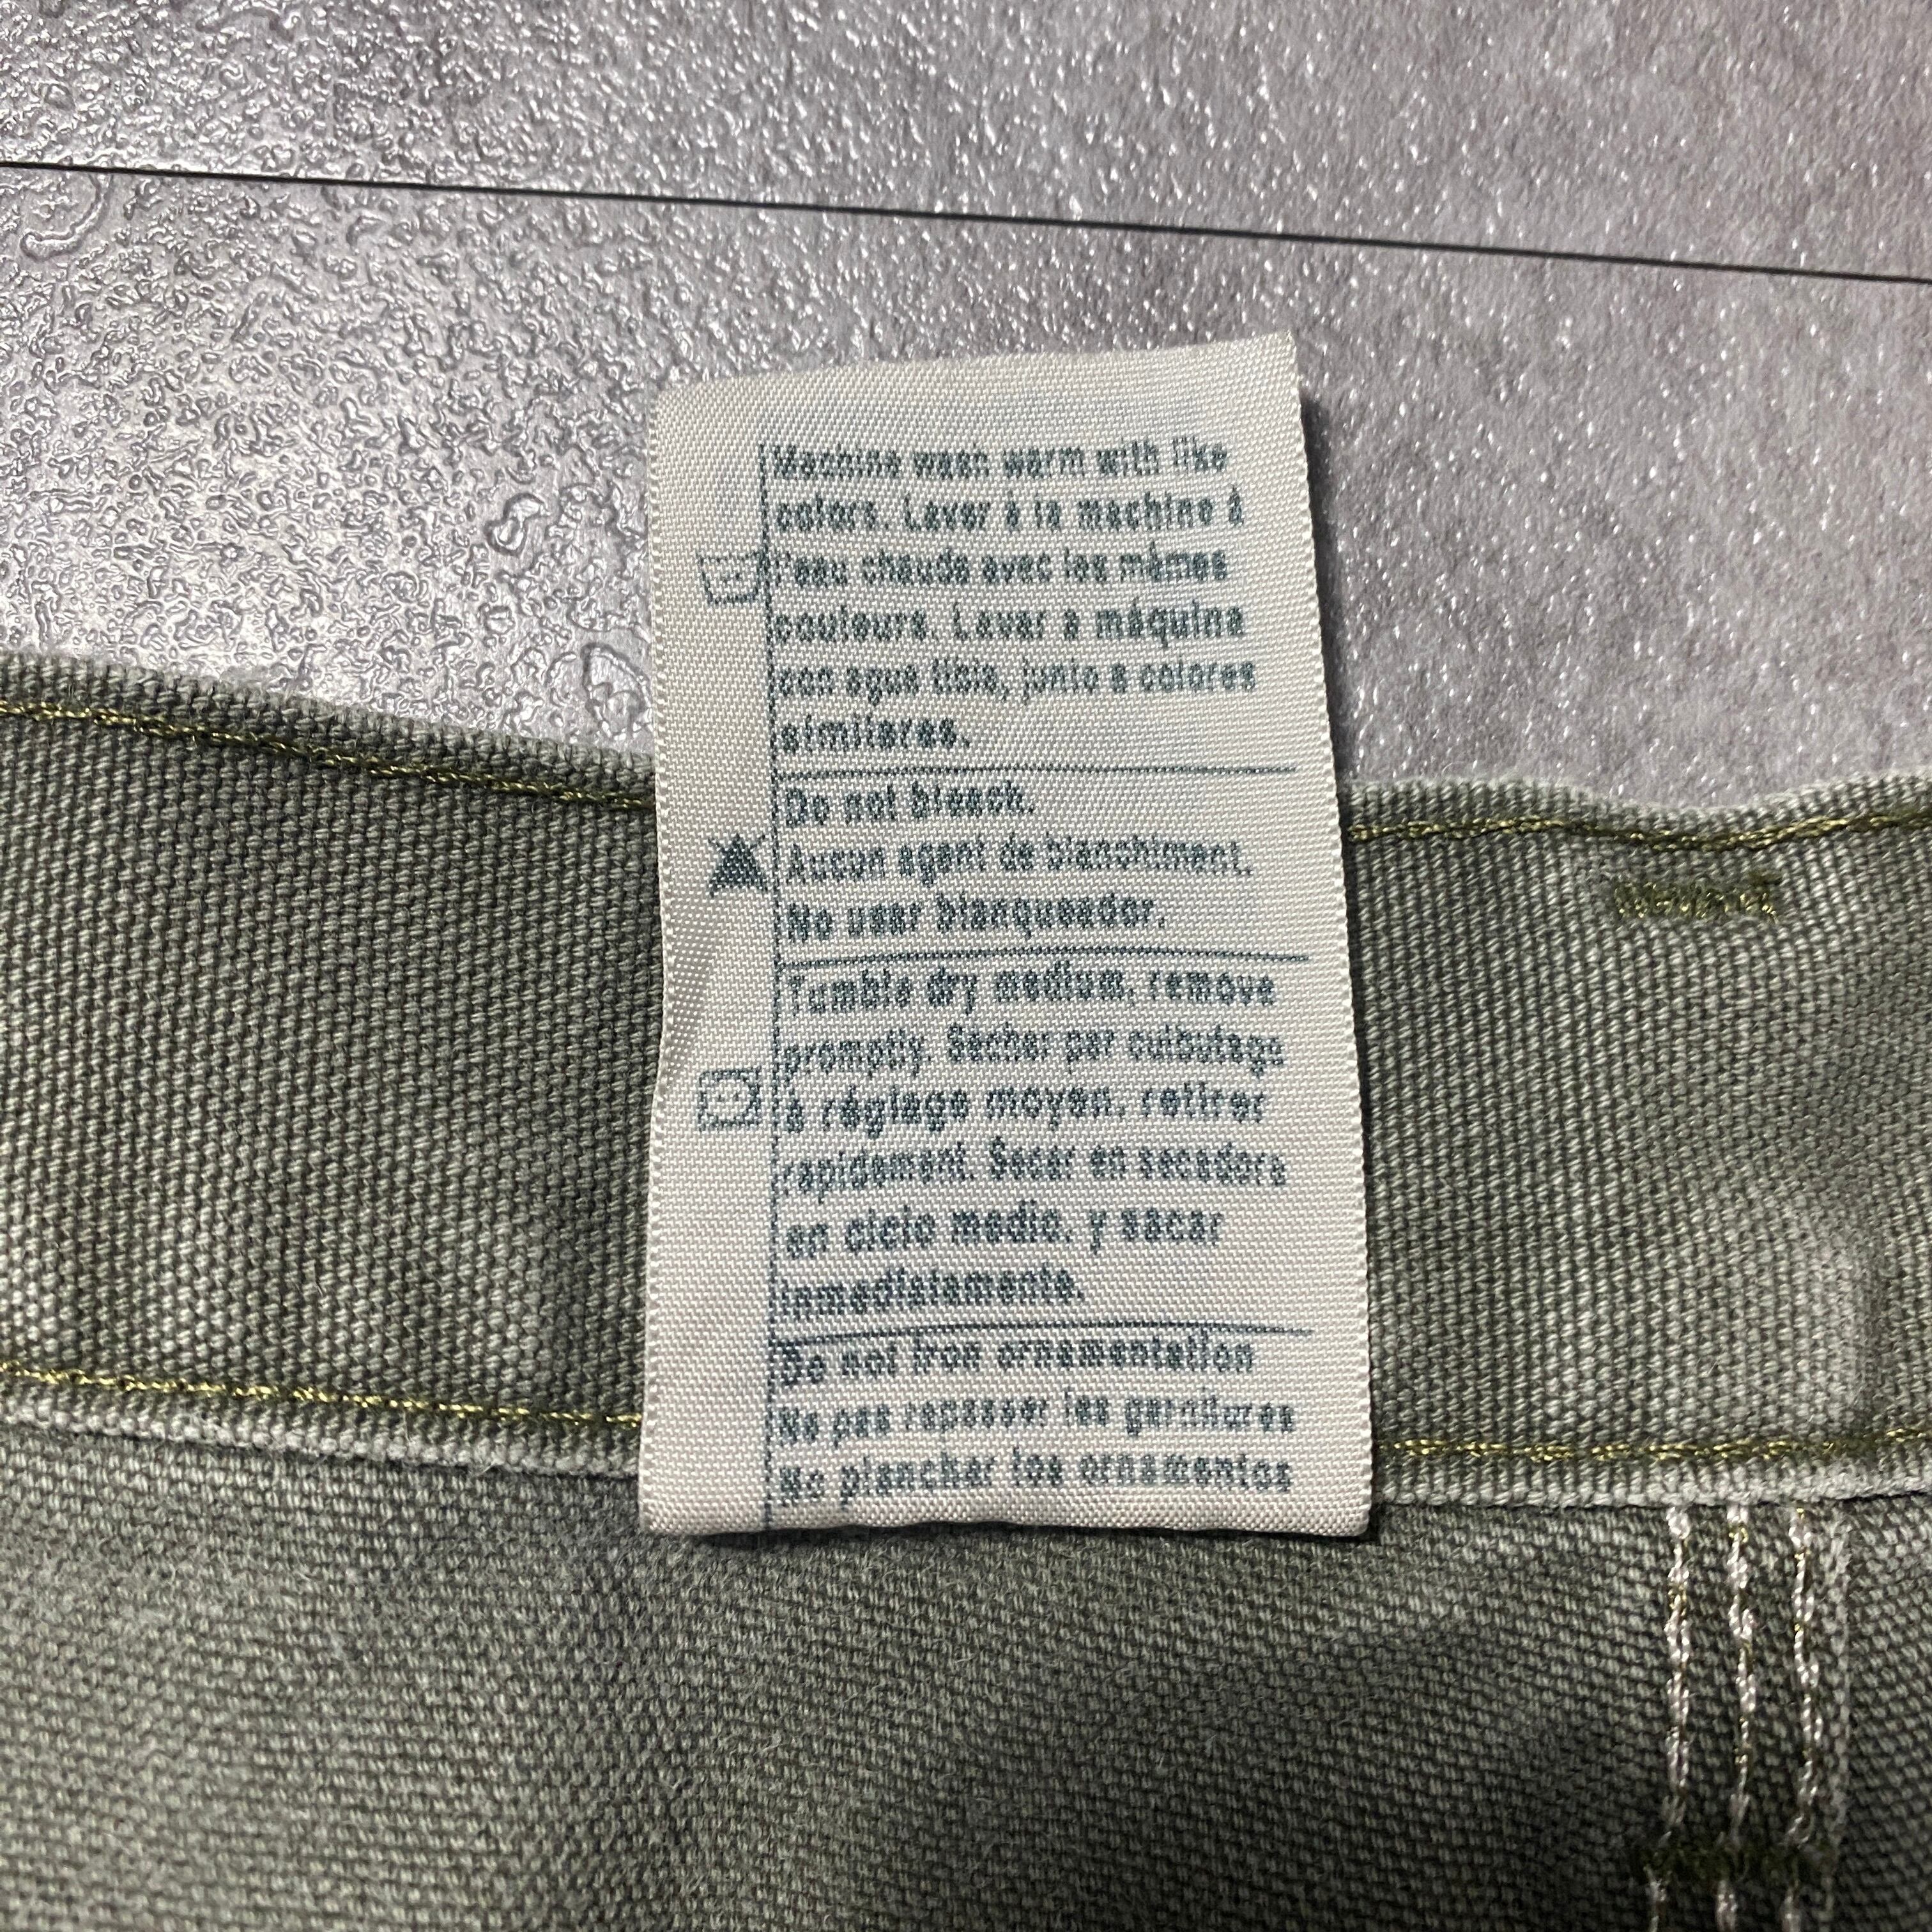 Machine wash warm with like
colors. Laver à la machine à
l'eau chaude avec les mêmes
couleurs. Lavar a máquina
con agua tibia, junto a colores
similares.
Do not bleach.
Aucun agent de blanchiment.
No usar blanqueador.
Tumble dry medium, remove
promptly. Sécher par culbutage
à réglage moyen, retirer
rapidement. Secar en secadora
en ciclo medio, y sacar
inmediatamente.
Do not iron ornamentation
Ne pas repasser les garnitures
No planchar los ornamentos